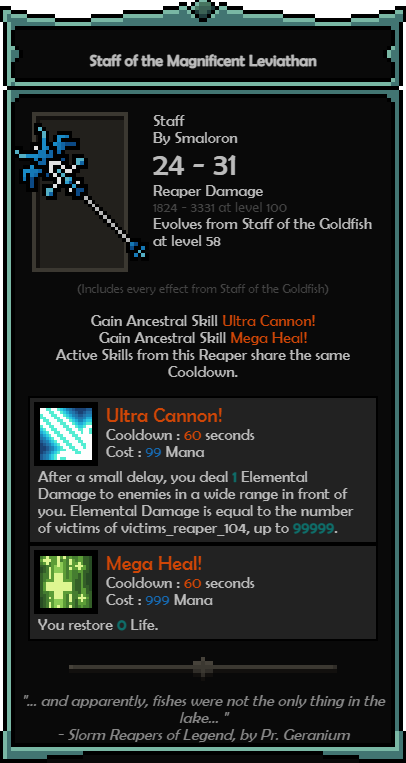 Staff of the Magnificent Leviathan
Staff
By Smaloron
24 - 31
Reaper Damage
1824 - 3331 at level 100
Evolves from Staff of the Goldfish
at level 58
(Includes every effect from Staff of the Goldfish)
Gain Ancestral Skill Ultra Cannon!
Gain Ancestral Skill Mega Heal!
Active Skills from this Reaper share the same
Cooldown.
Ultra Cannon!
Cooldown : 60 seconds
Cost : 99 Mana
After a small delay, you deal 1 Elemental
Damage to enemies in a wide range in front of
you. Elemental Damage is equal to the number
of victims of victims_reaper_104, up to 99999.
Mega Heal!
Cooldown : 60 seconds
Cost : 999 Mana
You restore 0 Life.
"... and apparently, fishes were not the only thing in the
lake... "
- Slorm Reapers of Legend, by Pr. Geranium